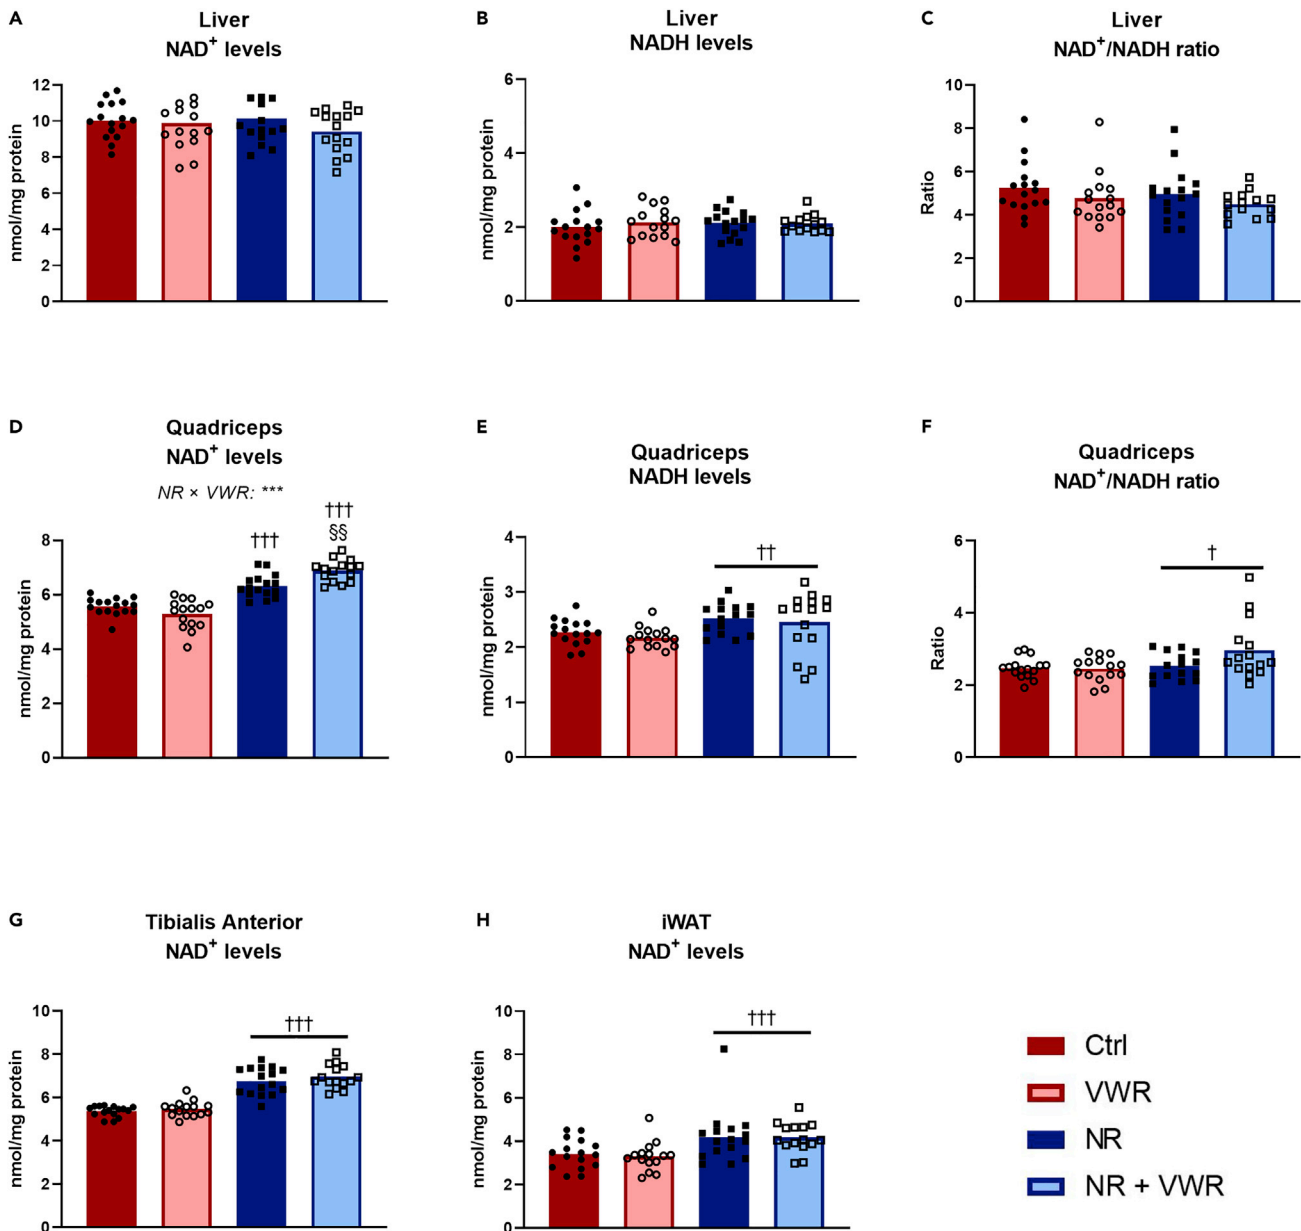 A
Liver
NAD⁺ levels
nmol/mg protein
12
10
8
6
4
2
0
B
Liver
NADH levels
nmol/mg protein
6
4
2
0
C
Liver
NAD⁺/NADH ratio
Ratio
10
8
6
4
2
0
D
Quadriceps
NAD⁺ levels
NR × VWR: ***
†††
†††
§§
nmol/mg protein
8
6
4
2
0
E
Quadriceps
NADH levels
††
nmol/mg protein
4
3
2
1
0
F
Quadriceps
NAD⁺/NADH ratio
†
Ratio
6
4
2
0
G
Tibialis Anterior
NAD⁺ levels
†††
nmol/mg protein
10
8
6
4
2
0
H
iWAT
NAD⁺ levels
†††
nmol/mg protein
10
8
6
4
2
0
Ctrl
VWR
NR
NR + VWR